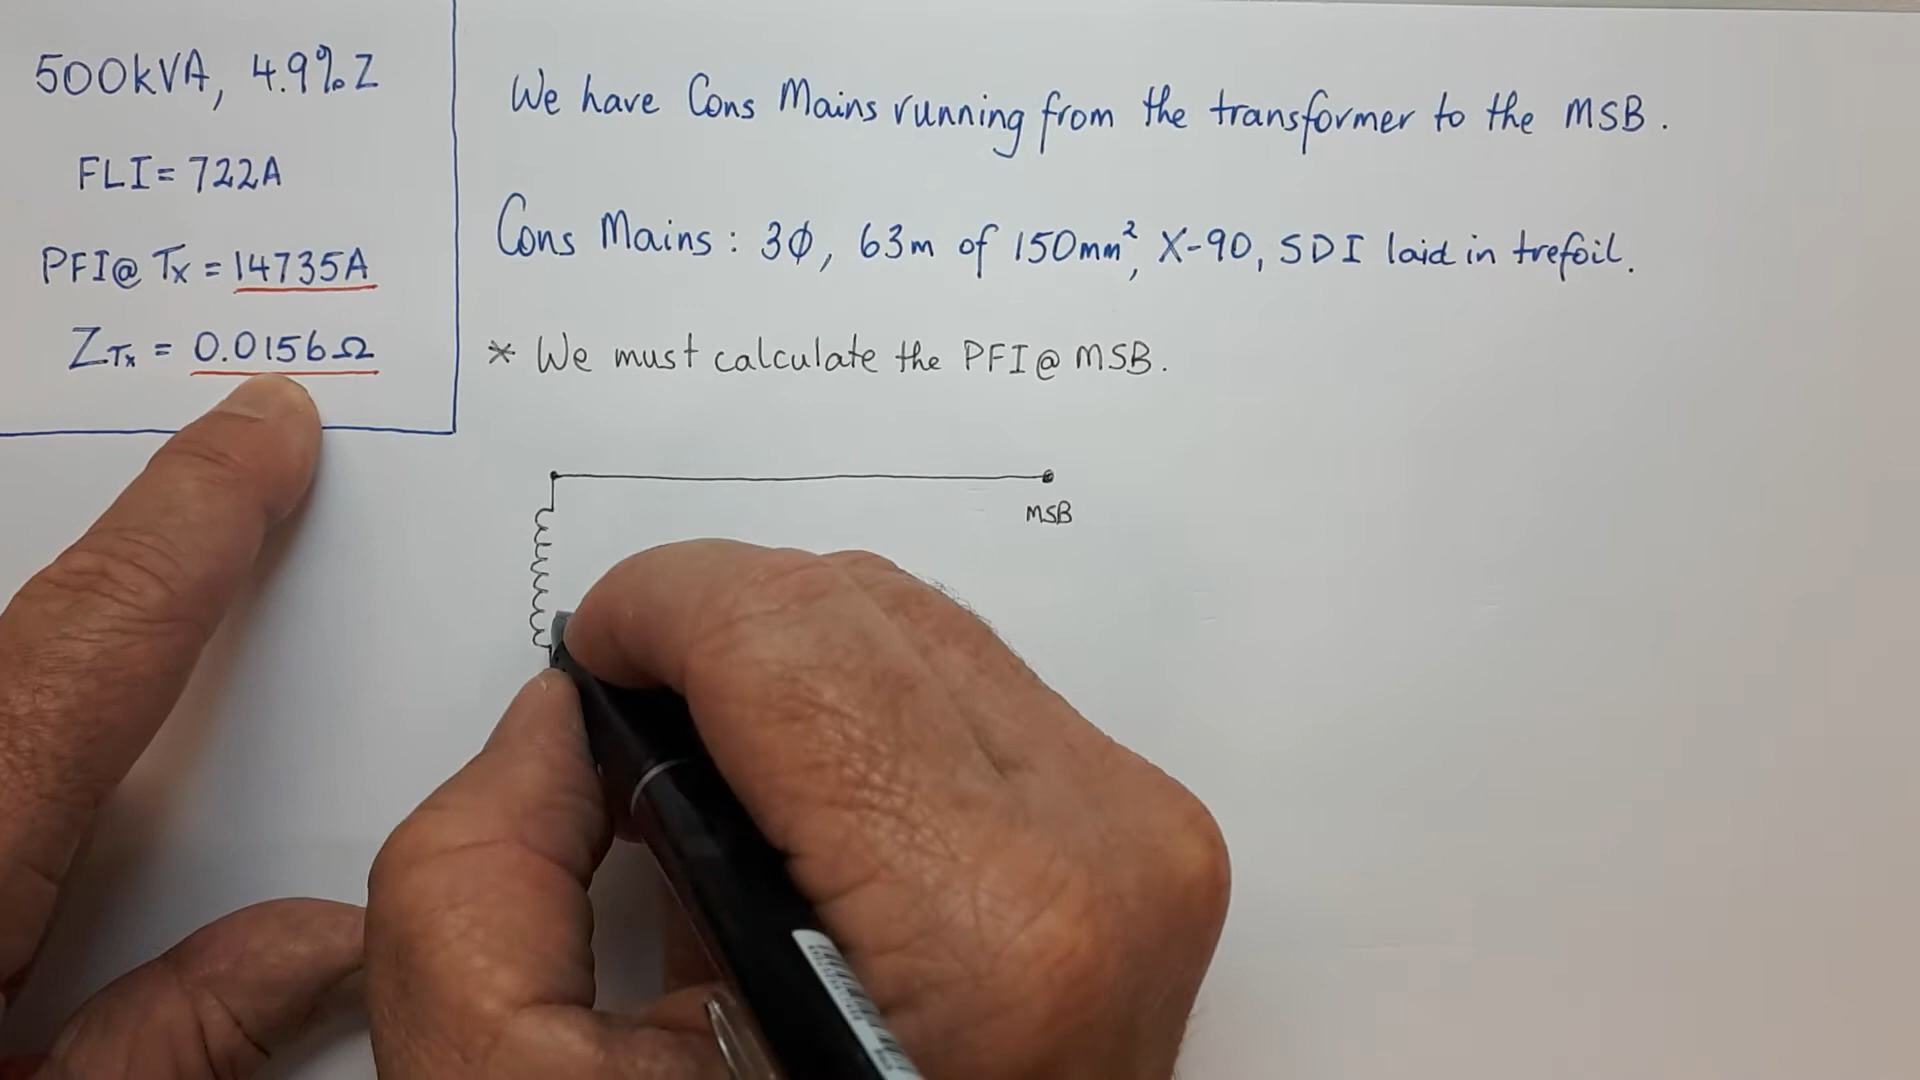 500kVA, 4.9%Z
FLI = 722A
PFI@ Tx = 14735A
ZTx = 0.0156Ω
We have Cons Mains running from the transformer to the MSB.
Cons Mains: 3Ø, 63m of 150mm², X-90, SDI laid in trefoil.
* We must calculate the PFI@ MSB.
MSB